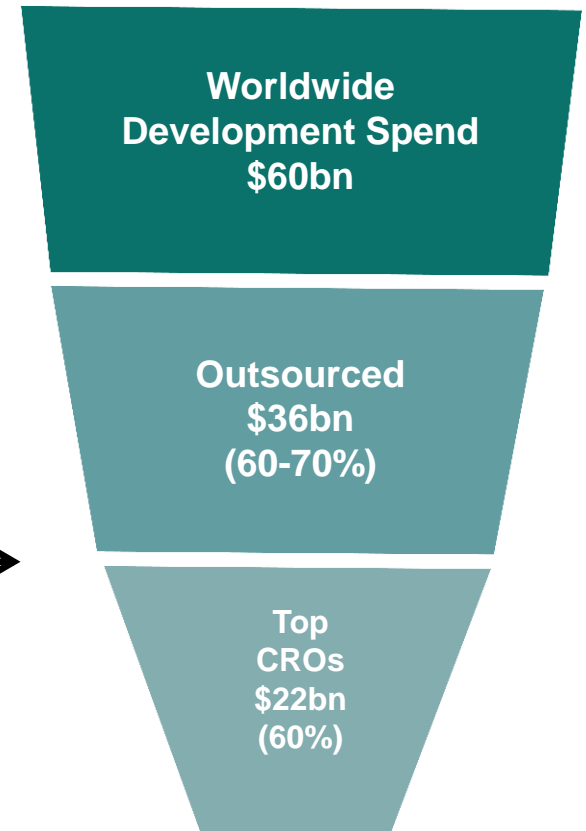 Worldwide
Development Spend
$60bn
Outsourced
$36bn
(60-70%)
Top
CROs
$22bn
(60%)